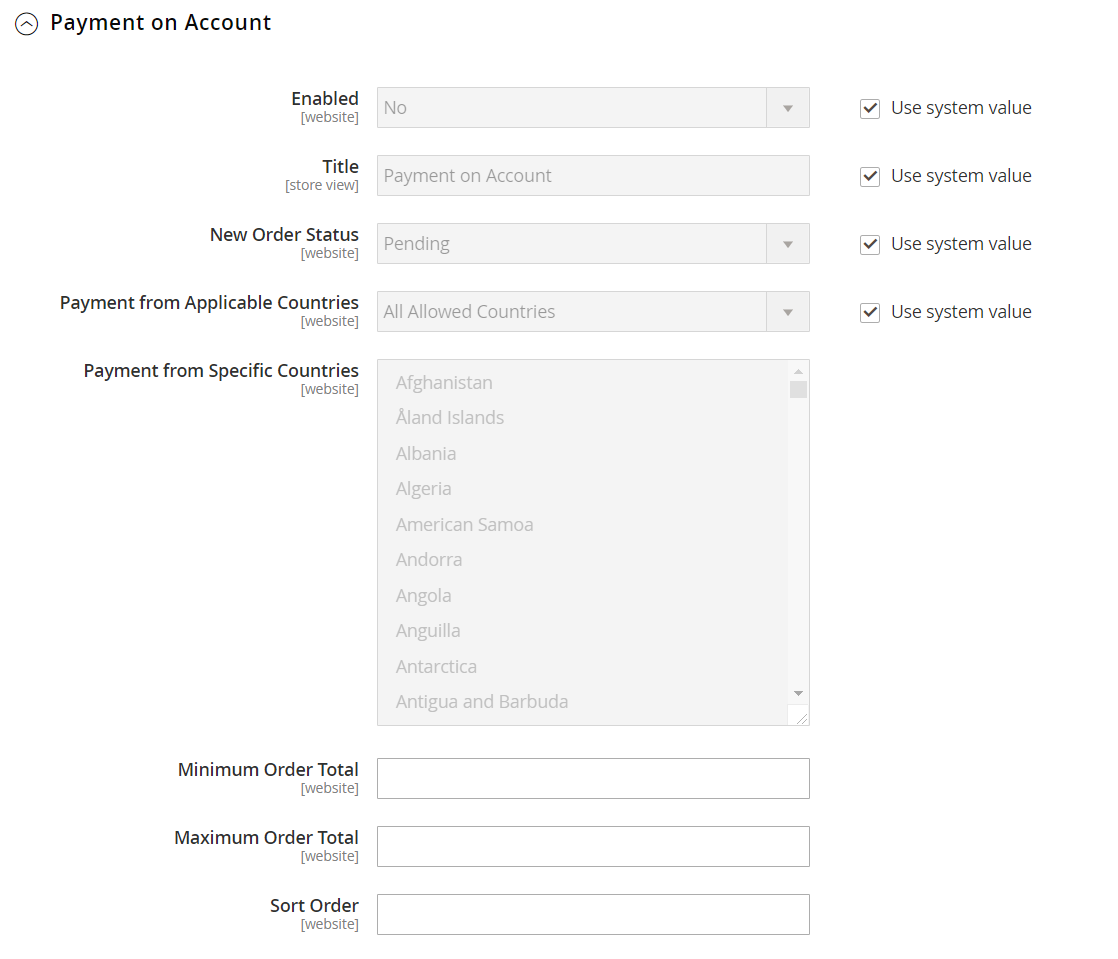 Payment on Account
Enabled
[website]
No
Use system value
Title
[store view]
Payment on Account
Use system value
New Order Status
[website]
Pending
Use system value
Payment from Applicable Countries
[website]
All Allowed Countries
Use system value
Payment from Specific Countries
[website]
Afghanistan
Åland Islands
Albania
Algeria
American Samoa
Andorra
Angola
Anguilla
Antarctica
Antigua and Barbuda
Minimum Order Total
[website]
Maximum Order Total
[website]
Sort Order
[website]